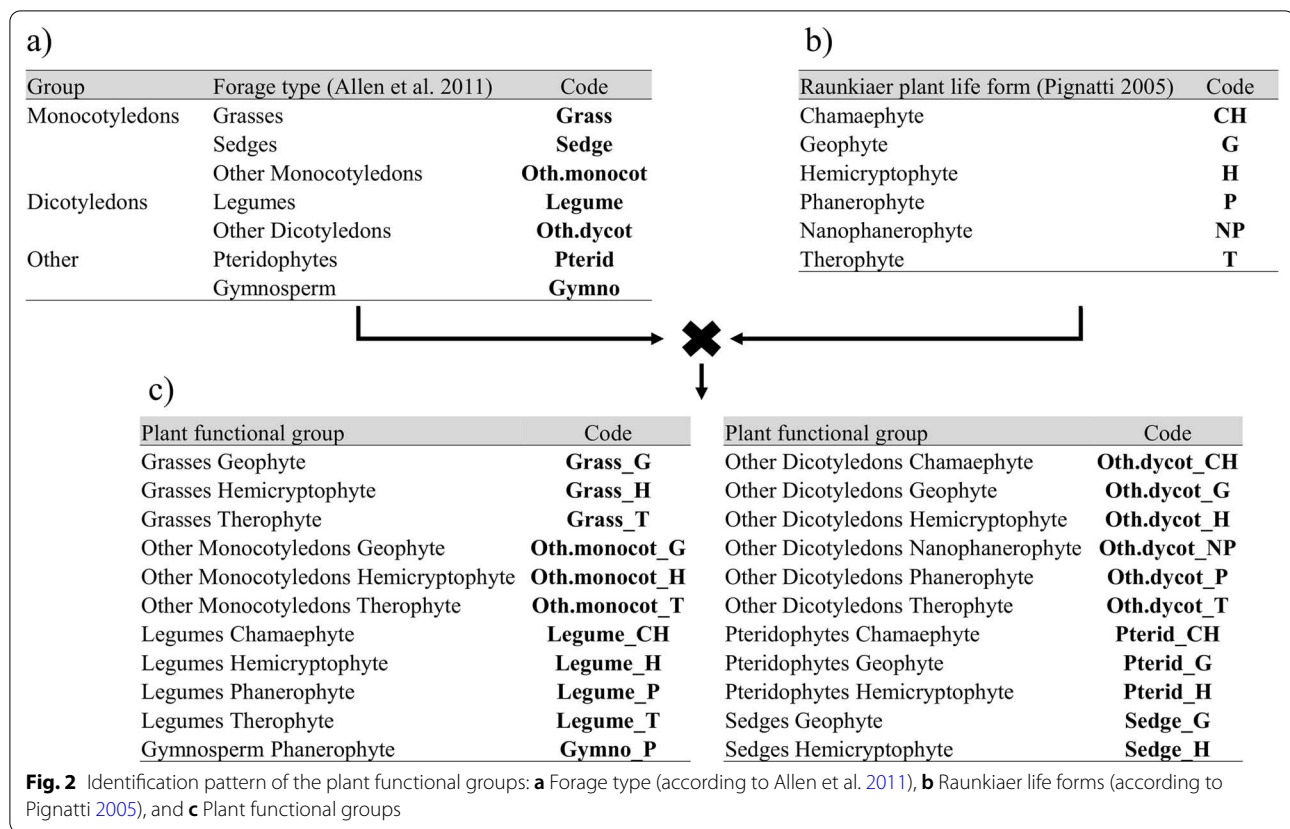 a)
Group Forage type (Allen et al. 2011) Code
Monocotyledons Grasses Grass
Sedges Sedge
Other Monocotyledons Oth.monocot
Dicotyledons Legumes Legume
Other Dicotyledons Oth.dycot
Other Pteridophytes Pterid
Gymnosperm Gymno
b)
Raunkiaer plant life form (Pignatti 2005) Code
Chamaephyte CH
Geophyte G
Hemicryptophyte H
Phanerophyte P
Nanophanerophyte NP
Therophyte T
c)
Plant functional group Code
Grasses Geophyte Grass_G
Grasses Hemicryptophyte Grass_H
Grasses Therophyte Grass_T
Other Monocotyledons Geophyte Oth.monocot_G
Other Monocotyledons Hemicryptophyte Oth.monocot_H
Other Monocotyledons Therophyte Oth.monocot_T
Legumes Chamaephyte Legume_CH
Legumes Hemicryptophyte Legume_H
Legumes Phanerophyte Legume_P
Legumes Therophyte Legume_T
Gymnosperm Phanerophyte Gymno_P
Plant functional group Code
Other Dicotyledons Chamaephyte Oth.dycot_CH
Other Dicotyledons Geophyte Oth.dycot_G
Other Dicotyledons Hemicryptophyte Oth.dycot_H
Other Dicotyledons Nanophanerophyte Oth.dycot_NP
Other Dicotyledons Phanerophyte Oth.dycot_P
Other Dicotyledons Therophyte Oth.dycot_T
Pteridophytes Chamaephyte Pterid_CH
Pteridophytes Geophyte Pterid_G
Pteridophytes Hemicryptophyte Pterid_H
Sedges Geophyte Sedge_G
Sedges Hemicryptophyte Sedge_H
Fig. 2 Identification pattern of the plant functional groups: a Forage type (according to Allen et al. 2011), b Raunkiaer life forms (according to
Pignatti 2005), and c Plant functional groups